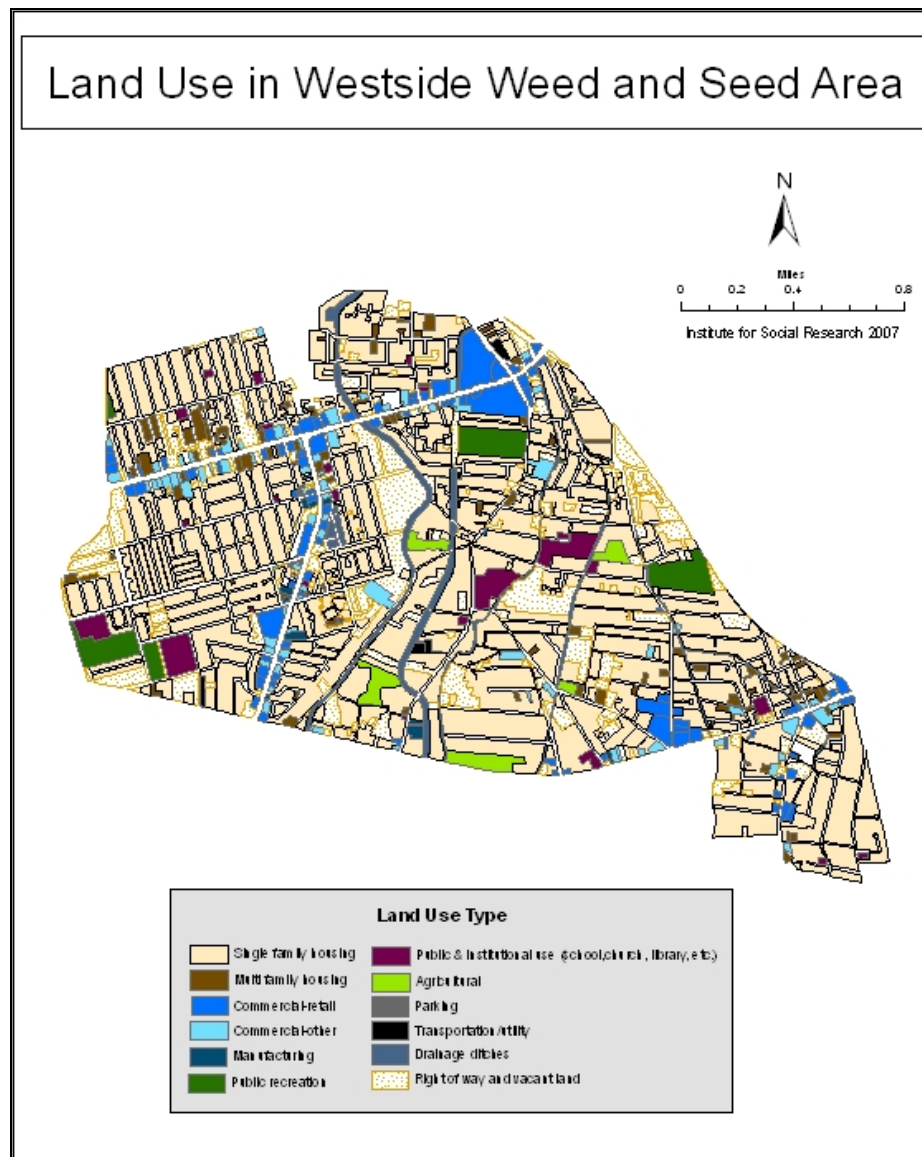 Land Use in Westside Weed and Seed Area
N
Miles
0 0.2 0.4 0.8
Institute for Social Research 2007
Land Use Type
Single family housing
Multifamily housing
Commercial-retail
Commercial-other
Manufacturing
Public recreation
Public & Institutional use (school,church, library, etc.)
Agricultural
Parking
Transportation/utility
Drainage ditches
Right of way and vacant land